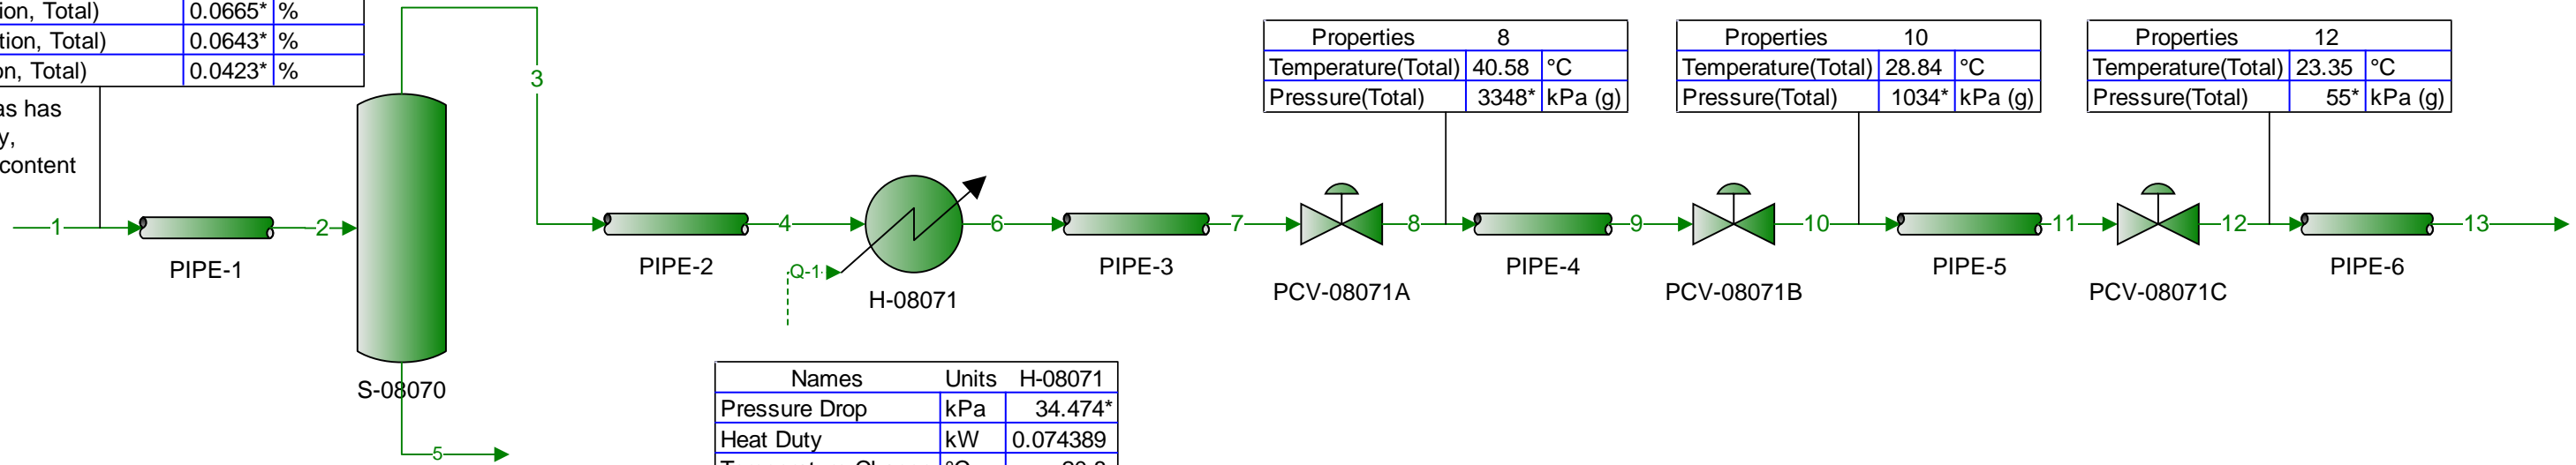 ion, Total) 0.0665* %
tion, Total) 0.0643* %
on, Total) 0.0423* %
as has
y,
content
1
PIPE-1
2
S-08070
5
3
PIPE-2
4
Q-1
H-08071
6
PIPE-3
7
PCV-08071A
8
PIPE-4
9
PCV-08071B
10
PIPE-5
11
PCV-08071C
12
PIPE-6
13
Properties 8
Temperature(Total) 40.58 °C
Pressure(Total) 3348* kPa (g)
Properties 10
Temperature(Total) 28.84 °C
Pressure(Total) 1034* kPa (g)
Properties 12
Temperature(Total) 23.35 °C
Pressure(Total) 55* kPa (g)
Names Units H-08071
Pressure Drop kPa 34.474*
Heat Duty kW 0.074389